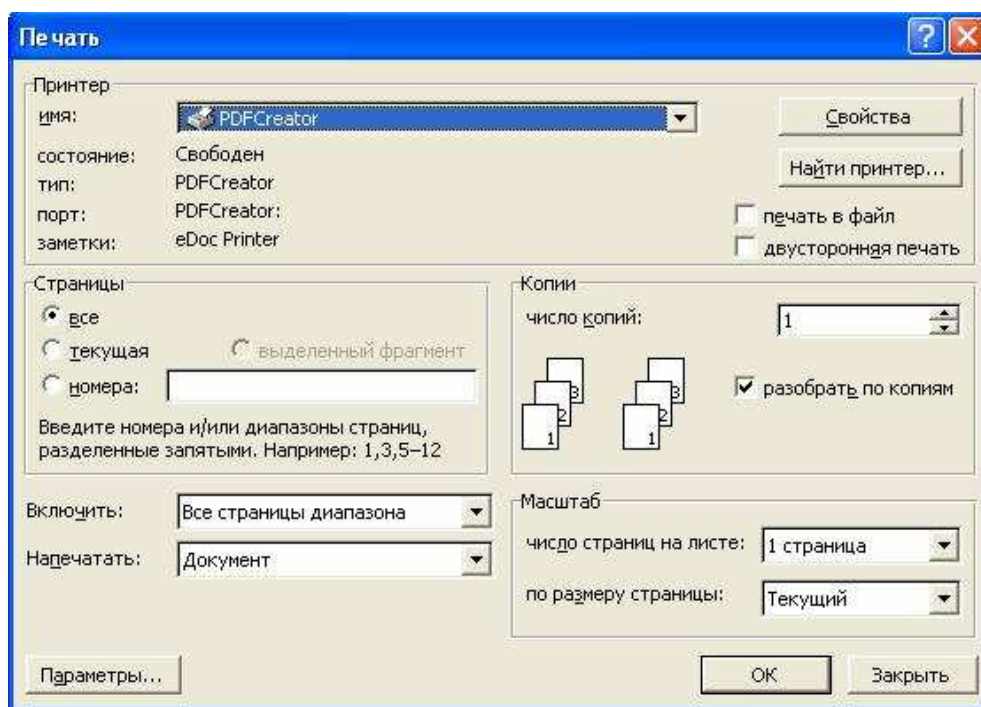 Печать
Принтер
имя:
PDFCreator
Свойства
состояние:
Свободен
Найти принтер...
тип:
PDFCreator
порт:
PDFCreator:
печать в файл
заметки:
eDoc Printer
двусторонняя печать
Страницы
все
текущая
выделенный фрагмент
номера:
Введите номера и/или диапазоны страниц,
разделенные запятыми. Например: 1,3,5–12
Копии
число копий:
1
3
2
1
3
2
1
разобрать по копиям
Включить:
Все страницы диапазона
Напечатать:
Документ
Масштаб
число страниц на листе:
1 страница
по размеру страницы:
Текущий
Параметры...
ОК
Закрыть